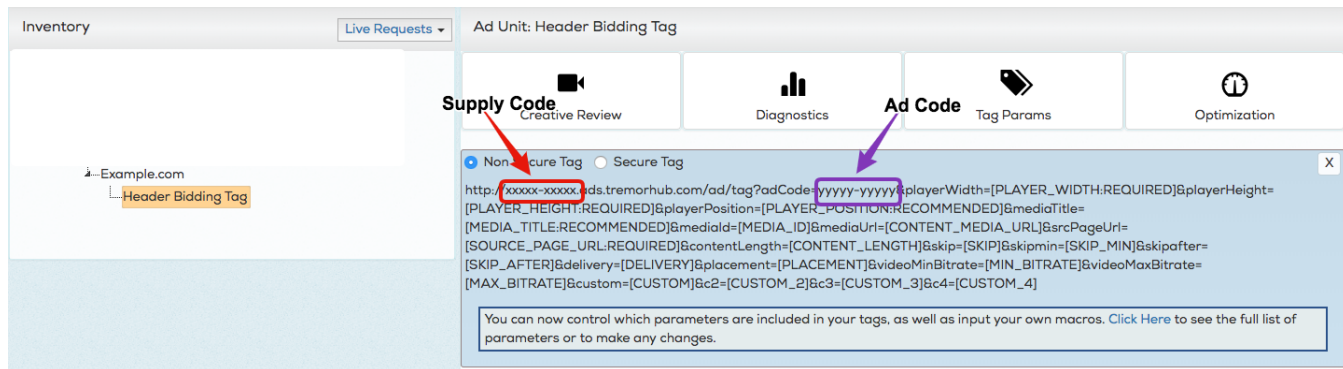 Inventory
Live Requests
Ad Unit: Header Bidding Tag
Supply Code
Ad Code
Creative Review
Diagnostics
Tag Params
Optimization
Example.com
Header Bidding Tag
Non Secure Tag
Secure Tag
X
http://xxxxx-xxxxx.ads.tremorhub.com/ad/tag?adCode=yyyyy-yyyyy&playerWidth=[PLAYER_WIDTH:REQUIRED]&playerHeight=
[PLAYER_HEIGHT:REQUIRED]&playerPosition=[PLAYER_POSITION:RECOMMENDED]&mediaTitle=
[MEDIA_TITLE:RECOMMENDED]&mediaId=[MEDIA_ID]&mediaUrl=[CONTENT_MEDIA_URL]&srcPageUrl=
[SOURCE_PAGE_URL:REQUIRED]&contentLength=[CONTENT_LENGTH]&skip=[SKIP]&skipmin=[SKIP_MIN]&skipafter=
[SKIP_AFTER]&delivery=[DELIVERY]&placement=[PLACEMENT]&videoMinBitrate=[MIN_BITRATE]&videoMaxBitrate=
[MAX_BITRATE]&custom=[CUSTOM]&c2=[CUSTOM_2]&c3=[CUSTOM_3]&c4=[CUSTOM_4]
You can now control which parameters are included in your tags, as well as input your own macros. Click Here to see the full list of
parameters or to make any changes.